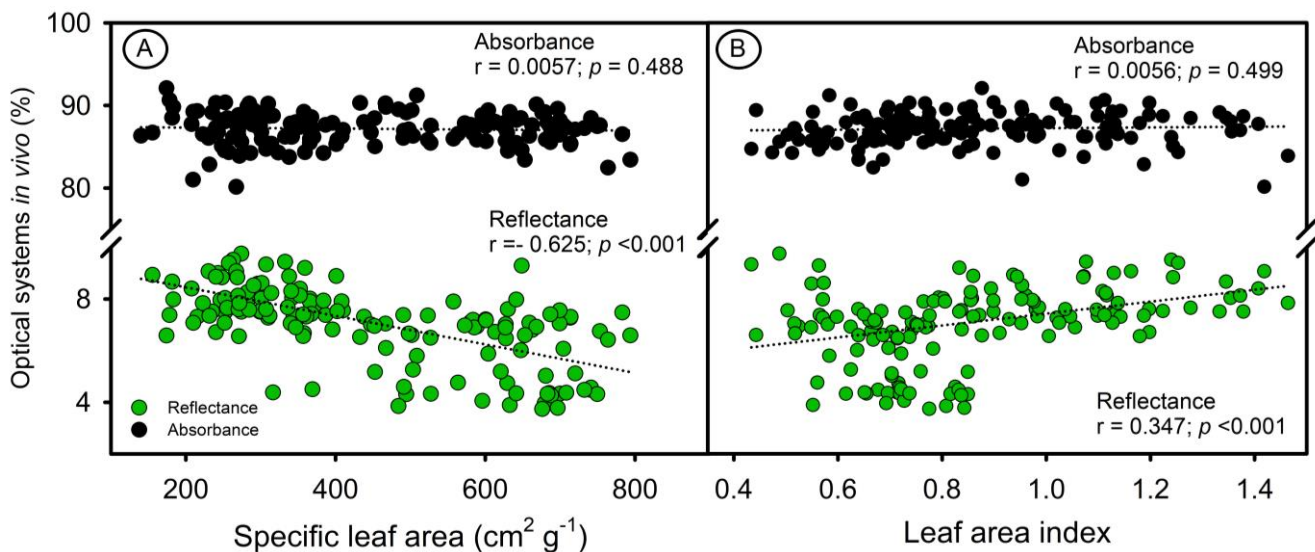 Optical systems in vivo (%)
100
90
80
8
4
A
Absorbance
r = 0.0057; p = 0.488
Reflectance
r =- 0.625; p <0.001
Reflectance
Absorbance
200
400
600
800
Specific leaf area (cm² g⁻¹)
B
Absorbance
r = 0.0056; p = 0.499
Reflectance
r = 0.347; p <0.001
0.4
0.6
0.8
1.0
1.2
1.4
Leaf area index